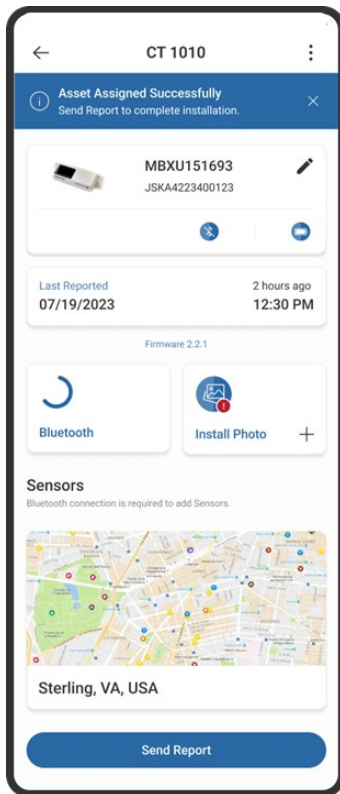 CT 1010
Asset Assigned Successfully
Send Report to complete installation.
MBXU151693
JSKA4223400123
Last Reported
2 hours ago
07/19/2023
12:30 PM
Firmware 2.2.1
Bluetooth
Install Photo
Sensors
Bluetooth connection is required to add Sensors.
Sterling, VA, USA
Send Report